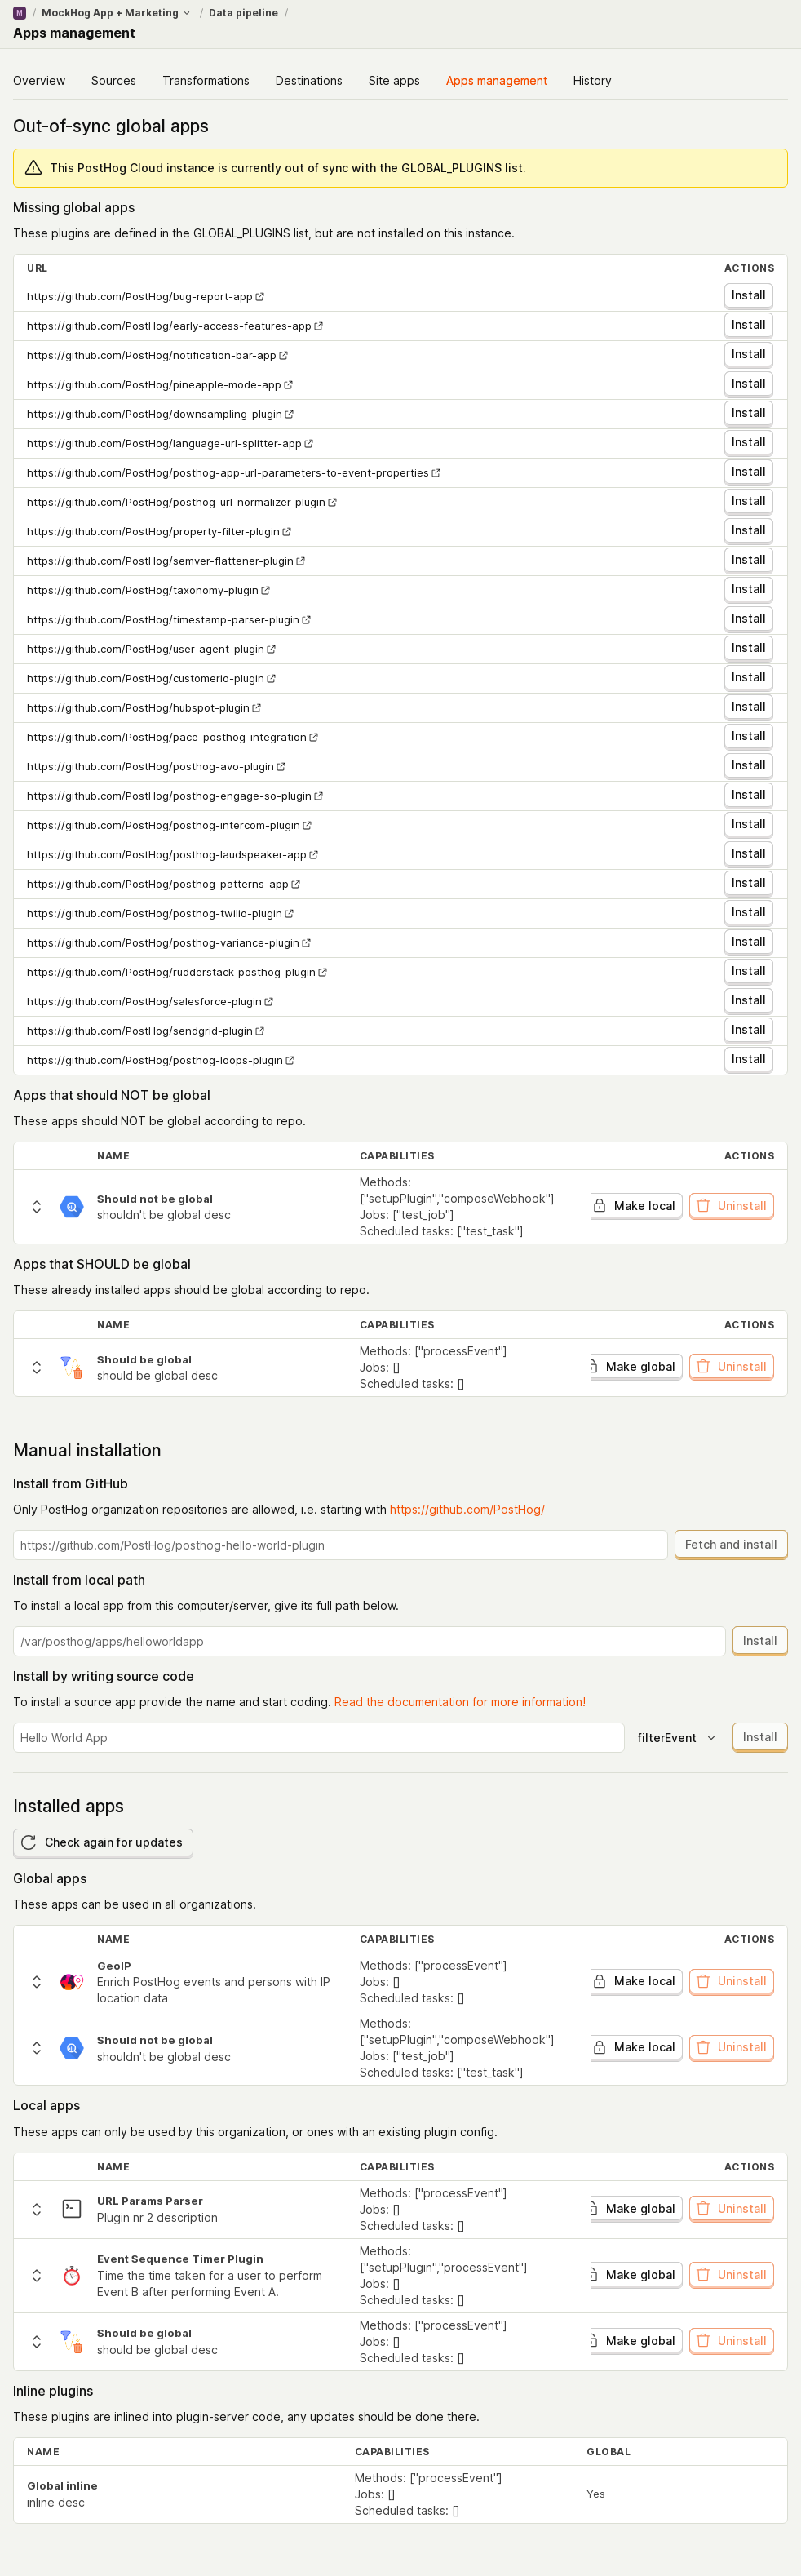 M / MockHog App + Marketing / Data pipeline /
Apps management
Overview Sources Transformations Destinations Site apps Apps management History
Out-of-sync global apps
This PostHog Cloud instance is currently out of sync with the GLOBAL_PLUGINS list.
Missing global apps
These plugins are defined in the GLOBAL_PLUGINS list, but are not installed on this instance.
URL ACTIONS
https://github.com/PostHog/bug-report-app Install
https://github.com/PostHog/early-access-features-app Install
https://github.com/PostHog/notification-bar-app Install
https://github.com/PostHog/pineapple-mode-app Install
https://github.com/PostHog/downsampling-plugin Install
https://github.com/PostHog/language-url-splitter-app Install
https://github.com/PostHog/posthog-app-url-parameters-to-event-properties Install
https://github.com/PostHog/posthog-url-normalizer-plugin Install
https://github.com/PostHog/property-filter-plugin Install
https://github.com/PostHog/semver-flattener-plugin Install
https://github.com/PostHog/taxonomy-plugin Install
https://github.com/PostHog/timestamp-parser-plugin Install
https://github.com/PostHog/user-agent-plugin Install
https://github.com/PostHog/customerio-plugin Install
https://github.com/PostHog/hubspot-plugin Install
https://github.com/PostHog/pace-posthog-integration Install
https://github.com/PostHog/posthog-avo-plugin Install
https://github.com/PostHog/posthog-engage-so-plugin Install
https://github.com/PostHog/posthog-intercom-plugin Install
https://github.com/PostHog/posthog-laudspeaker-app Install
https://github.com/PostHog/posthog-patterns-app Install
https://github.com/PostHog/posthog-twilio-plugin Install
https://github.com/PostHog/posthog-variance-plugin Install
https://github.com/PostHog/rudderstack-posthog-plugin Install
https://github.com/PostHog/salesforce-plugin Install
https://github.com/PostHog/sendgrid-plugin Install
https://github.com/PostHog/posthog-loops-plugin Install
Apps that should NOT be global
These apps should NOT be global according to repo.
NAME CAPABILITIES ACTIONS
Should not be global
shouldn't be global desc
Methods:
["setupPlugin","composeWebhook"]
Jobs: ["test_job"]
Scheduled tasks: ["test_task"]
Make local Uninstall
Apps that SHOULD be global
These already installed apps should be global according to repo.
NAME CAPABILITIES ACTIONS
Should be global
should be global desc
Methods: ["processEvent"]
Jobs: []
Scheduled tasks: []
Make global Uninstall
Manual installation
Install from GitHub
Only PostHog organization repositories are allowed, i.e. starting with https://github.com/PostHog/
https://github.com/PostHog/posthog-hello-world-plugin Fetch and install
Install from local path
To install a local app from this computer/server, give its full path below.
/var/posthog/apps/helloworldapp Install
Install by writing source code
To install a source app provide the name and start coding. Read the documentation for more information!
Hello World App filterEvent Install
Installed apps
Check again for updates
Global apps
These apps can be used in all organizations.
NAME CAPABILITIES ACTIONS
GeoIP
Enrich PostHog events and persons with IP
location data
Methods: ["processEvent"]
Jobs: []
Scheduled tasks: []
Make local Uninstall
Should not be global
shouldn't be global desc
Methods:
["setupPlugin","composeWebhook"]
Jobs: ["test_job"]
Scheduled tasks: ["test_task"]
Make local Uninstall
Local apps
These apps can only be used by this organization, or ones with an existing plugin config.
NAME CAPABILITIES ACTIONS
URL Params Parser
Plugin nr 2 description
Methods: ["processEvent"]
Jobs: []
Scheduled tasks: []
Make global Uninstall
Event Sequence Timer Plugin
Time the time taken for a user to perform
Event B after performing Event A.
Methods:
["setupPlugin","processEvent"]
Jobs: []
Scheduled tasks: []
Make global Uninstall
Should be global
should be global desc
Methods: ["processEvent"]
Jobs: []
Scheduled tasks: []
Make global Uninstall
Inline plugins
These plugins are inlined into plugin-server code, any updates should be done there.
NAME CAPABILITIES GLOBAL
Global inline
inline desc
Methods: ["processEvent"]
Jobs: []
Scheduled tasks: []
Yes